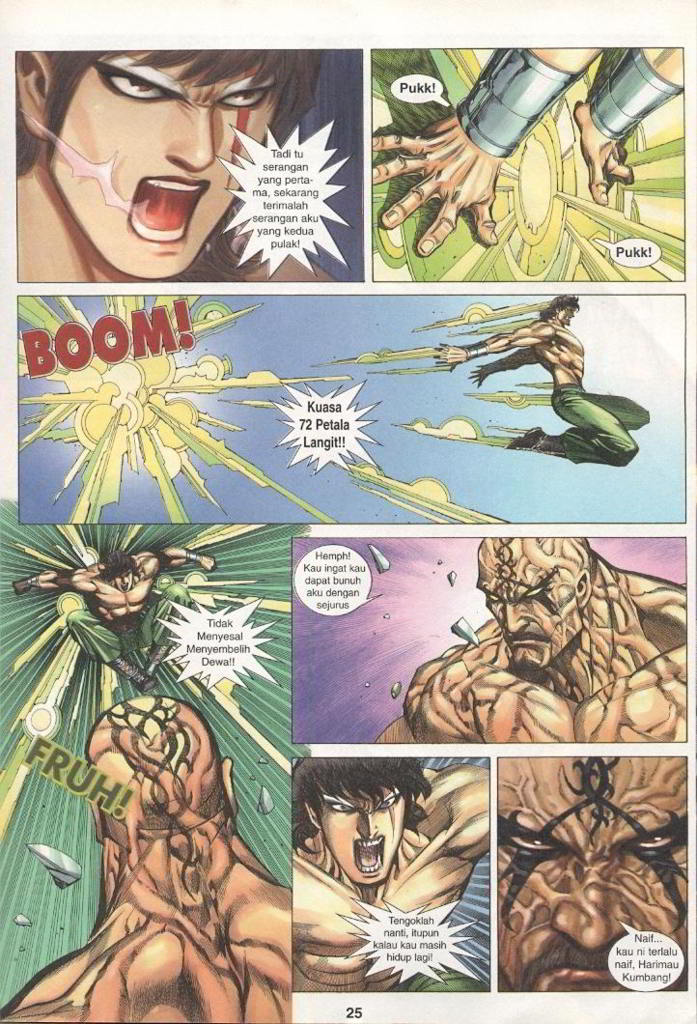 Tadi tu
serangan
yang perta-
ma, sekarang
terimalah
serangan aku
yang kedua
pulak!
Pukk!
Pukk!
BOOM!
Kuasa
72 Petala
Langit!!
Tidak
Menyesal
Menyembelih
Dewa!!
FRUH!
Hemph!
Kau ingat kau
dapat bunuh
aku dengan
sejurus
Tengoklah
nanti, itupun
kalau kau masih
hidup lagi!
Naif...
kau ni terlalu
naif, Harimau
Kumbang!
25